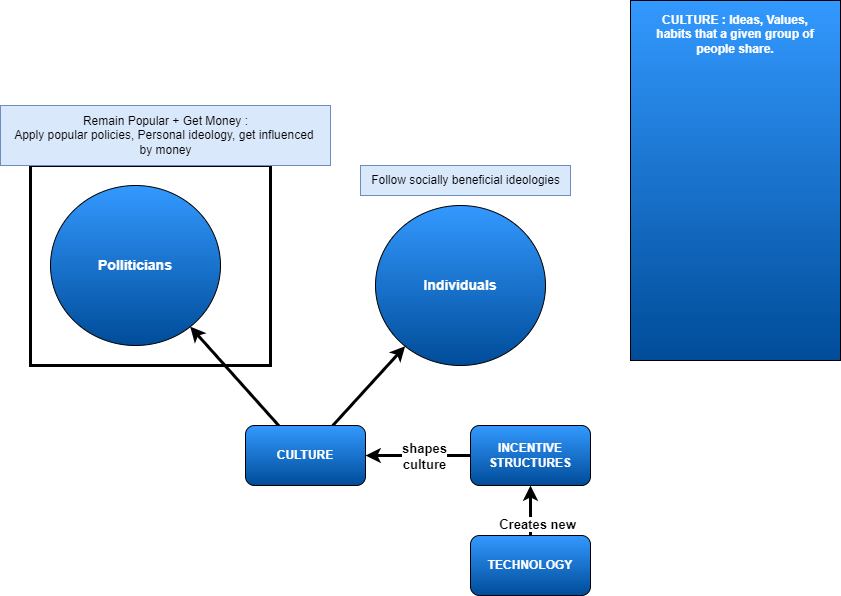 CULTURE : Ideas, Values,
habits that a given group of
people share.
Remain Popular + Get Money :
Apply popular policies, Personal ideology, get influenced
by money
Follow socially beneficial ideologies
Polliticians
Individuals
CULTURE
shapes
culture
INCENTIVE
STRUCTURES
Creates new
TECHNOLOGY